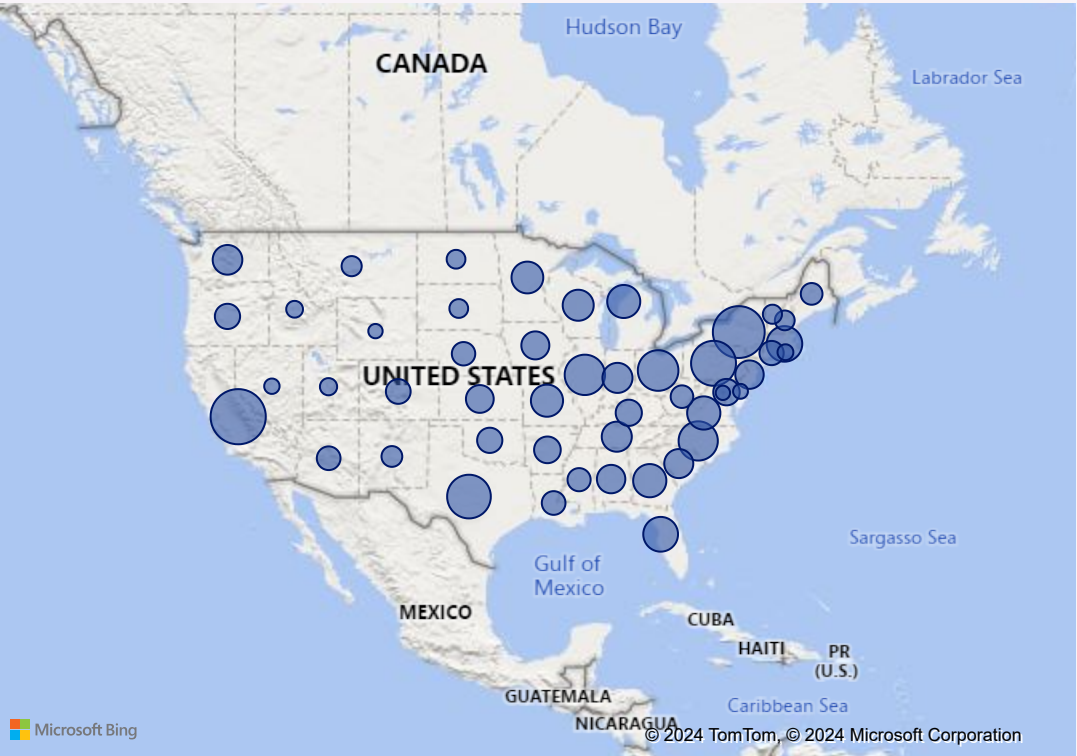 Hudson Bay
CANADA
Labrador Sea
UNITED STATES
Sargasso Sea
Gulf of
Mexico
MEXICO
CUBA
HAITI
PR
(U.S.)
GUATEMALA
Caribbean Sea
NICARAGUA
Microsoft Bing
© 2024 TomTom, © 2024 Microsoft Corporation